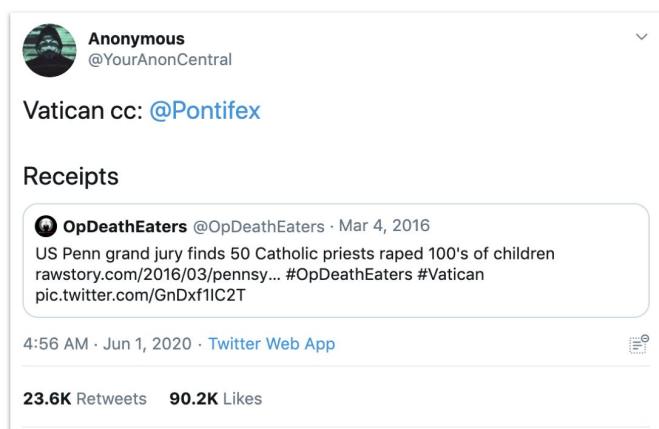 Anonymous
@YourAnonCentral
Vatican cc: @Pontifex
Receipts
OpDeathEaters @OpDeathEaters · Mar 4, 2016
US Penn grand jury finds 50 Catholic priests raped 100's of children
rawstory.com/2016/03/pennsy... #OpDeathEaters #Vatican
pic.twitter.com/GnDxf1IC2T
4:56 AM · Jun 1, 2020 · Twitter Web App
23.6K Retweets 90.2K Likes